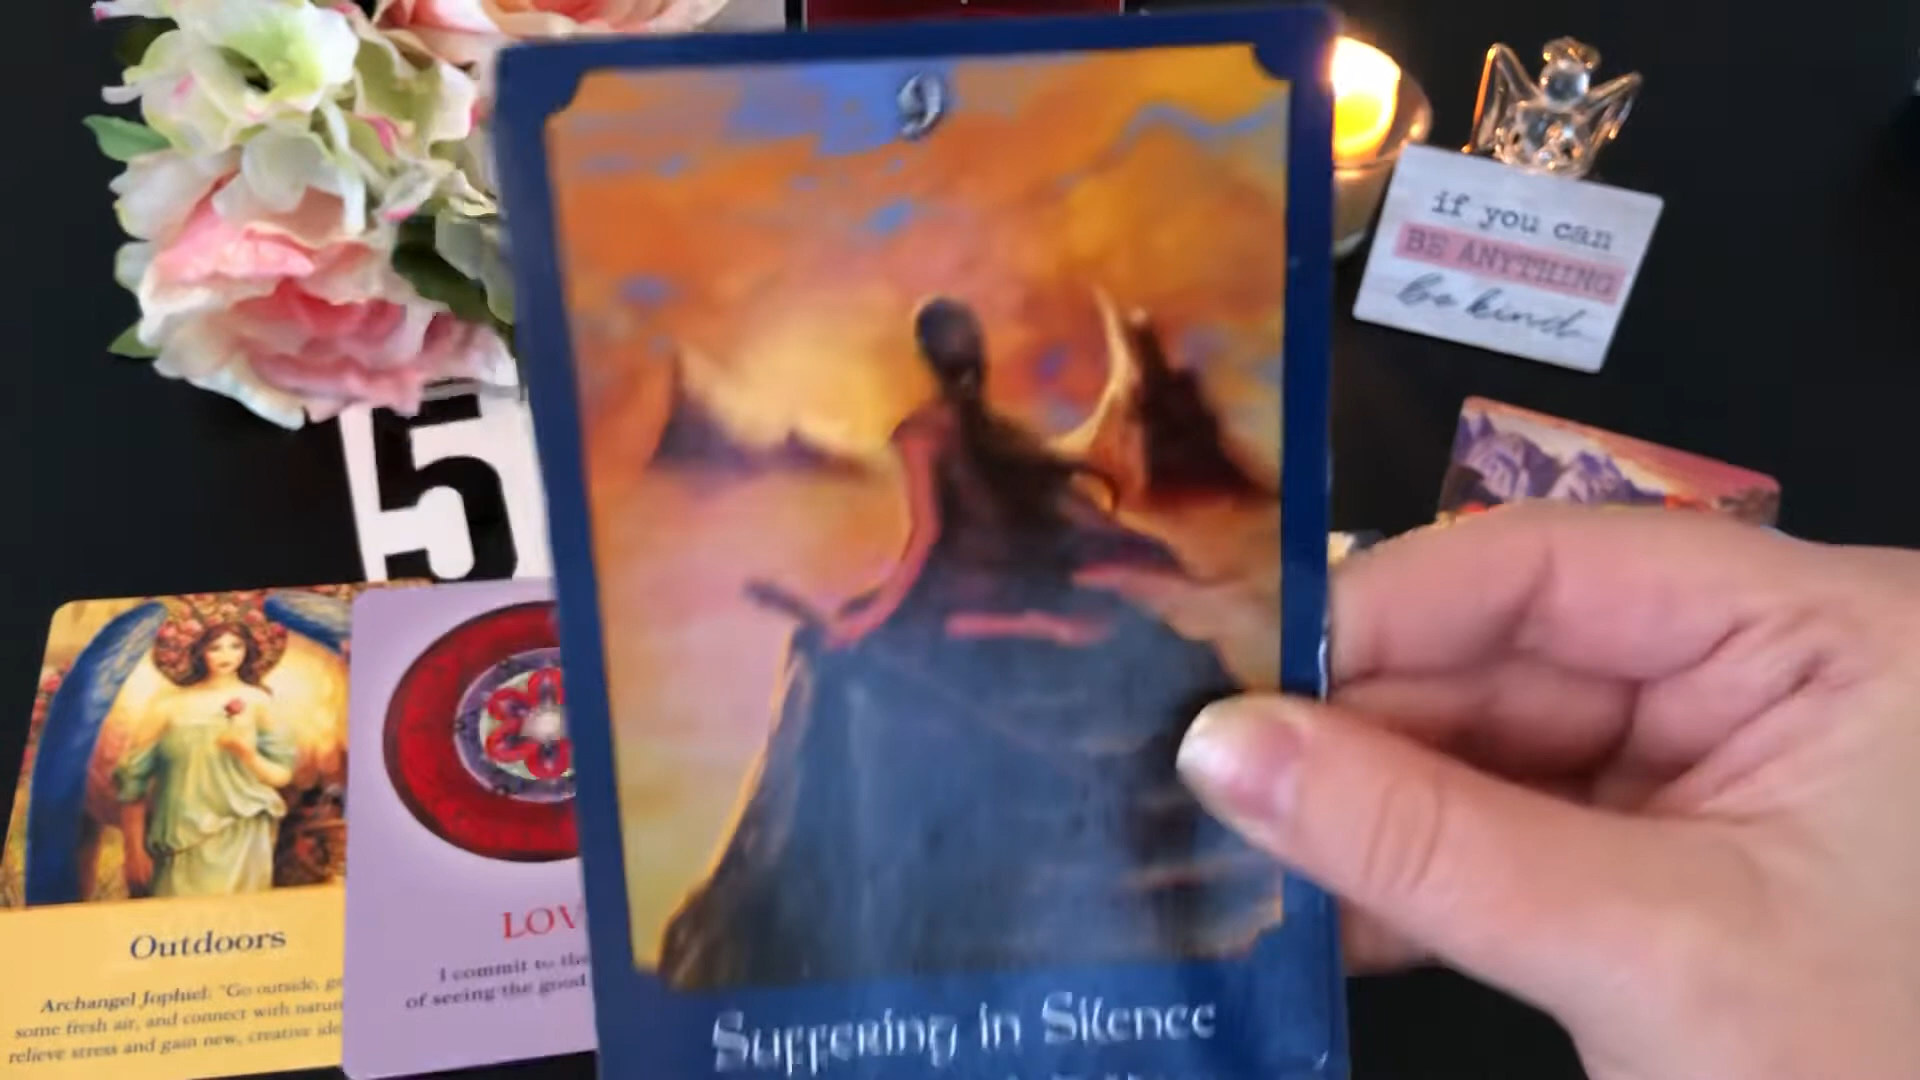 9
if you can
BE ANYTHING
be kind
5
Outdoors
Archangel Jophiel: "Go outside, ge
some fresh air, and connect with natur
relieve stress and gain new, creative ide
LOV
I commit to the
of seeing the good
Suffering in Silence